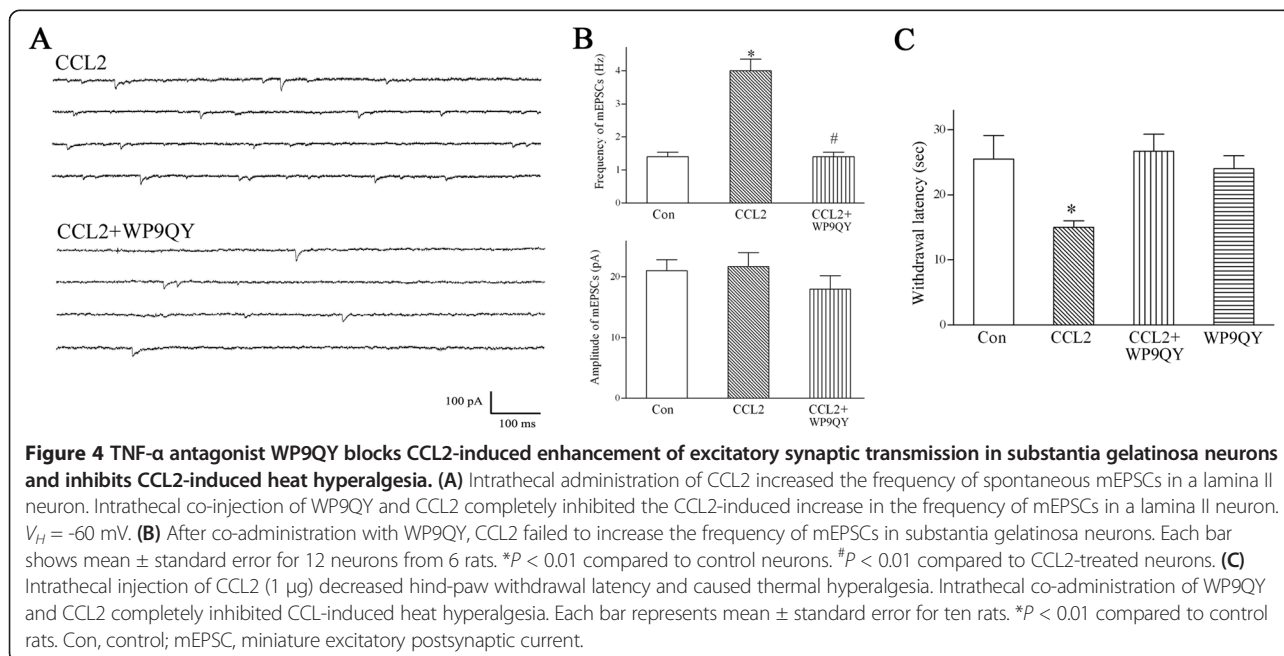 A
CCL2
CCL2+WP9QY
100 pA
100 ms
B
Frequency of mEPSCs (Hz)
4
2
0
*
#
Con
CCL2
CCL2+
WP9QY
Amplitude of mEPSCs (pA)
20
10
0
Con
CCL2
CCL2+
WP9QY
C
Withdrawal latency (sec)
30
20
10
0
*
Con
CCL2
CCL2+
WP9QY
WP9QY
Figure 4 TNF-α antagonist WP9QY blocks CCL2-induced enhancement of excitatory synaptic transmission in substantia gelatinosa neurons
and inhibits CCL2-induced heat hyperalgesia. (A) Intrathecal administration of CCL2 increased the frequency of spontaneous mEPSCs in a lamina II
neuron. Intrathecal co-injection of WP9QY and CCL2 completely inhibited the CCL2-induced increase in the frequency of mEPSCs in a lamina II neuron.
V_H = -60 mV. (B) After co-administration with WP9QY, CCL2 failed to increase the frequency of mEPSCs in substantia gelatinosa neurons. Each bar
shows mean ± standard error for 12 neurons from 6 rats. *P < 0.01 compared to control neurons. #P < 0.01 compared to CCL2-treated neurons. (C)
Intrathecal injection of CCL2 (1 μg) decreased hind-paw withdrawal latency and caused thermal hyperalgesia. Intrathecal co-administration of WP9QY
and CCL2 completely inhibited CCL-induced heat hyperalgesia. Each bar represents mean ± standard error for ten rats. *P < 0.01 compared to control
rats. Con, control; mEPSC, miniature excitatory postsynaptic current.